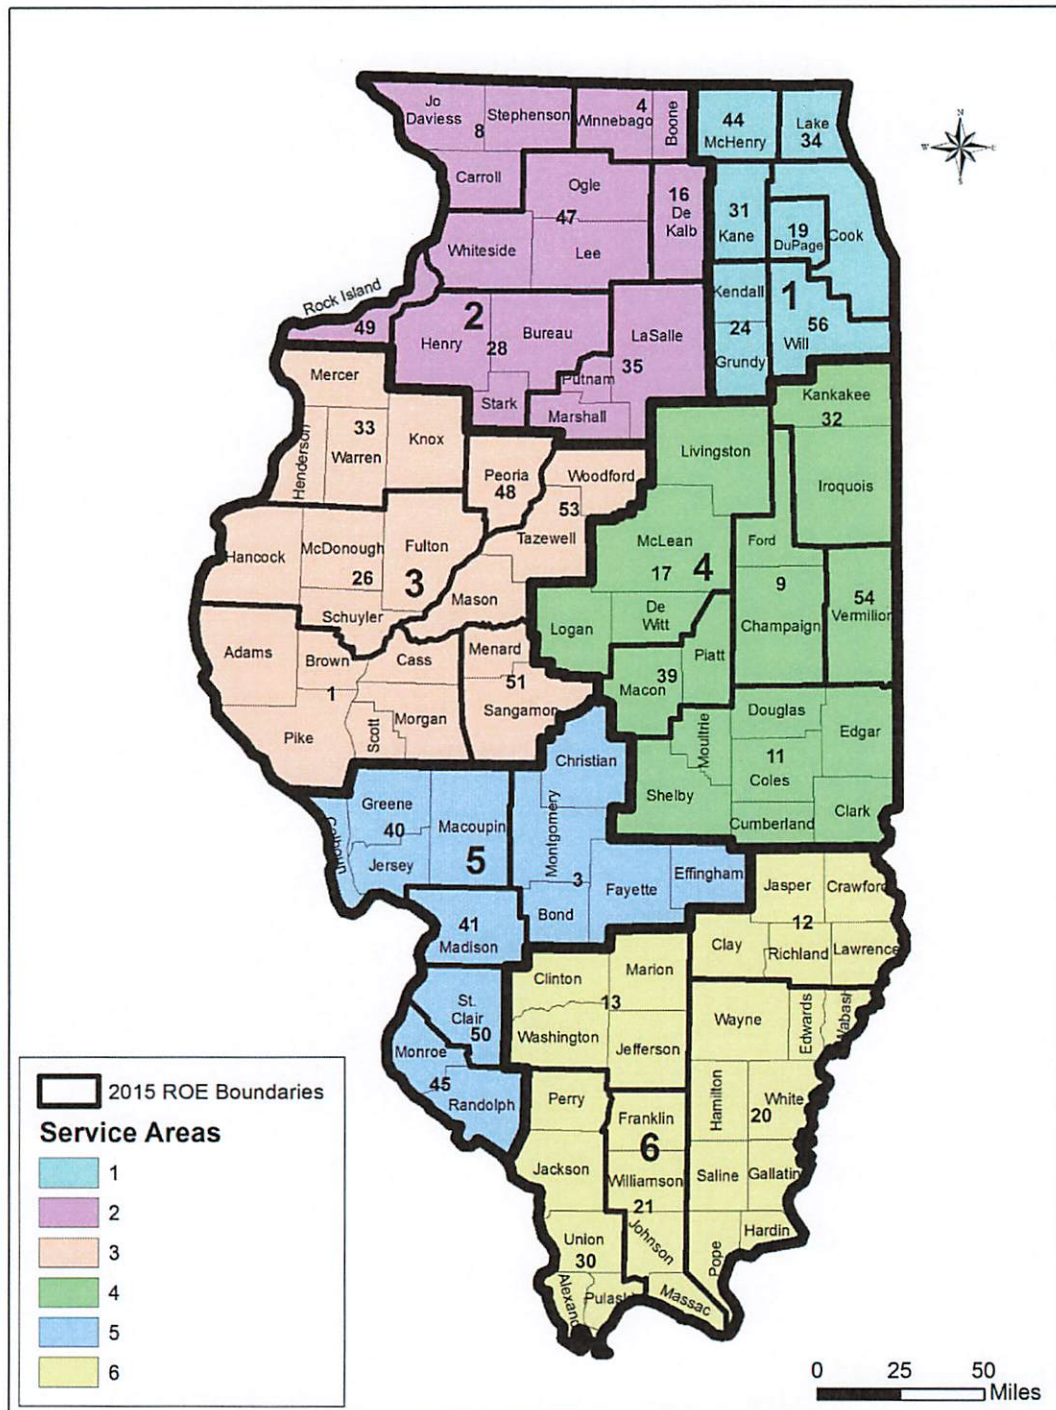 N
W
E
S
Jo
Daviess
8
Stephenson
4
Winnebago
Boone
44
McHenry
Lake
34
Carroll
Ogle
47
16
De
Kalb
31
Kane
19
DuPage
Cook
Whiteside
Lee
Rock Island
49
Kendall
24
Grundy
1
56
Will
2
Henry
28
Bureau
LaSalle
35
Putnam
Stark
Marshall
Mercer
Kankakee
32
33
Warren
Henderson
Knox
Livingston
Peoria
48
Woodford
53
Tazewell
Iroquois
Hancock
McDonough
26
Fulton
3
McLean
17
4
Ford
9
Champaign
54
Vermilion
Schuyler
Mason
Logan
De
Witt
Adams
Brown
1
Cass
Menard
51
Sangamon
39
Macon
Piatt
Pike
Scott
Morgan
Christian
Moultrie
Douglas
11
Coles
Edgar
Shelby
Cumberland
Clark
Calhoun
Greene
40
Jersey
Macoupin
5
Montgomery
3
Bond
Fayette
Effingham
Jasper
Crawford
12
41
Madison
Clay
Richland
Lawrence
Clinton
Marion
13
St.
Clair
50
Washington
Jefferson
Wayne
Edwards
Wabash
Monroe
45
Randolph
Perry
Franklin
6
Hamilton
White
20
Jackson
Williamson
21
Saline
Gallatin
Union
30
Johnson
Pope
Hardin
Pulaski
Massac
2015 ROE Boundaries
Service Areas
1
2
3
4
5
6
0 25 50
Miles